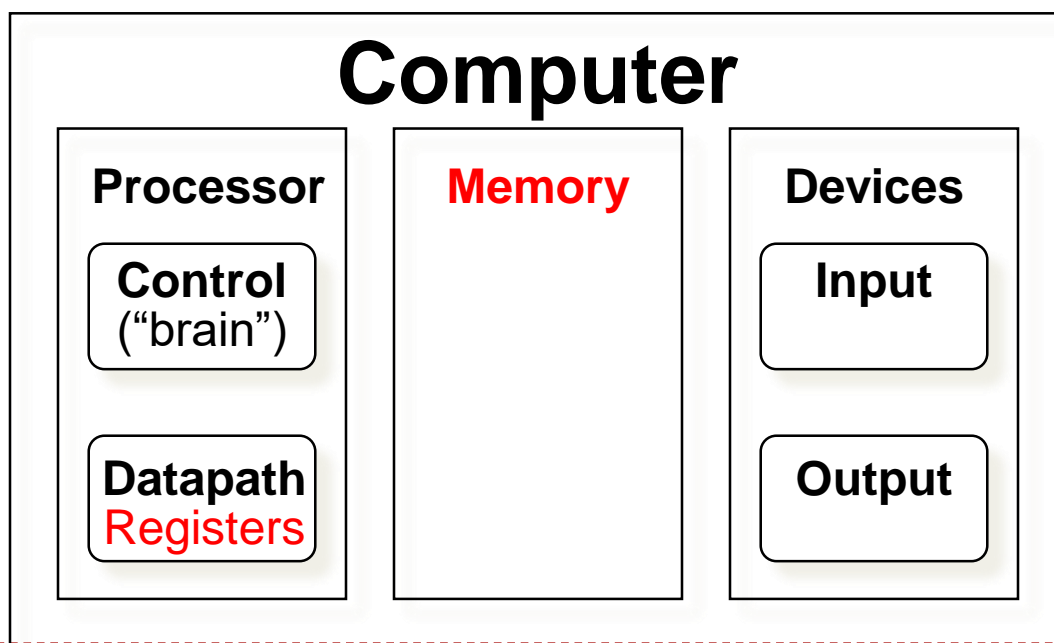 Computer
Processor
Control
(“brain”)
Datapath
Registers
Memory
Devices
Input
Output